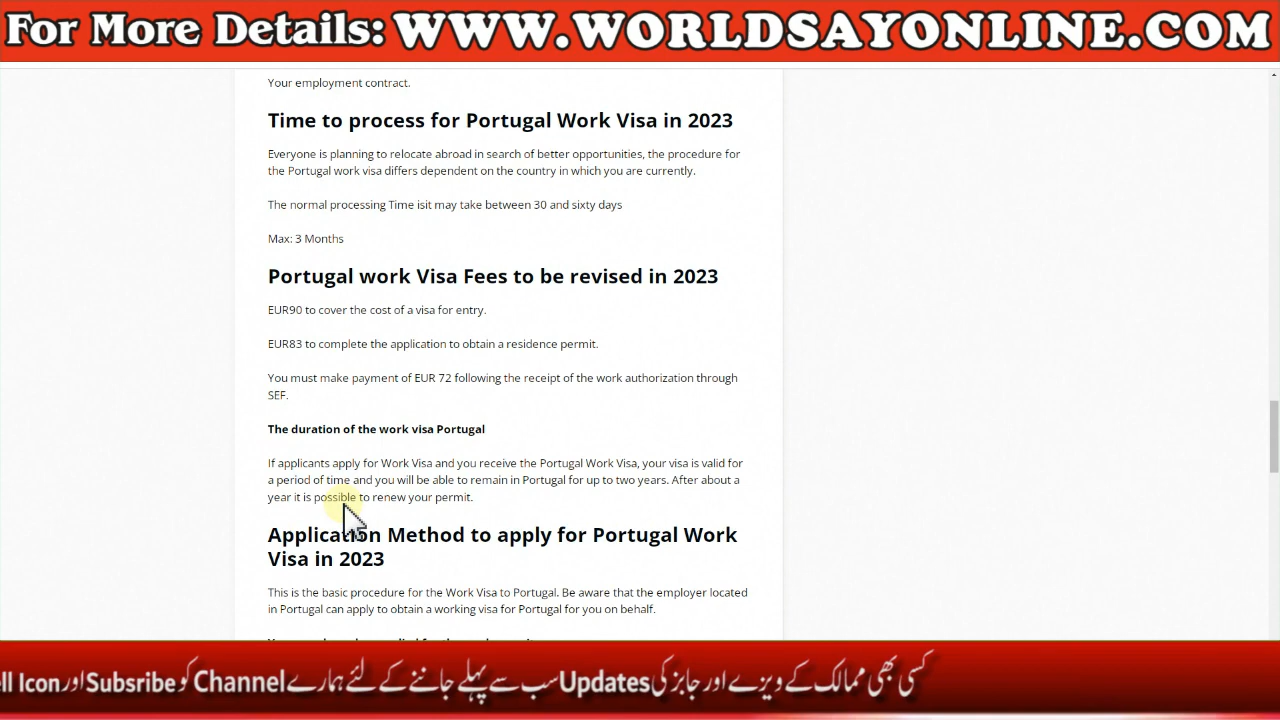 For More Details: WWW.WORLDSAYONLINE.COM
Your employment contract.
Time to process for Portugal Work Visa in 2023
Everyone is planning to relocate abroad in search of better opportunities, the procedure for
the Portugal work visa differs dependent on the country in which you are currently.
The normal processing Time isit may take between 30 and sixty days
Max: 3 Months
Portugal work Visa Fees to be revised in 2023
EUR90 to cover the cost of a visa for entry.
EUR83 to complete the application to obtain a residence permit.
You must make payment of EUR 72 following the receipt of the work authorization through
SEF.
The duration of the work visa Portugal
If applicants apply for Work Visa and you receive the Portugal Work Visa, your visa is valid for
a period of time and you will be able to remain in Portugal for up to two years. After about a
year it is possible to renew your permit.
Application Method to apply for Portugal Work
Visa in 2023
This is the basic procedure for the Work Visa to Portugal. Be aware that the employer located
in Portugal can apply to obtain a working visa for Portugal for you on behalf.
کسی بھی ممالک کے ویزے اور جابز کی Updates سب سے پہلے جاننے کے لئے ہمارے Channel کو Subsribe اور ll Icon